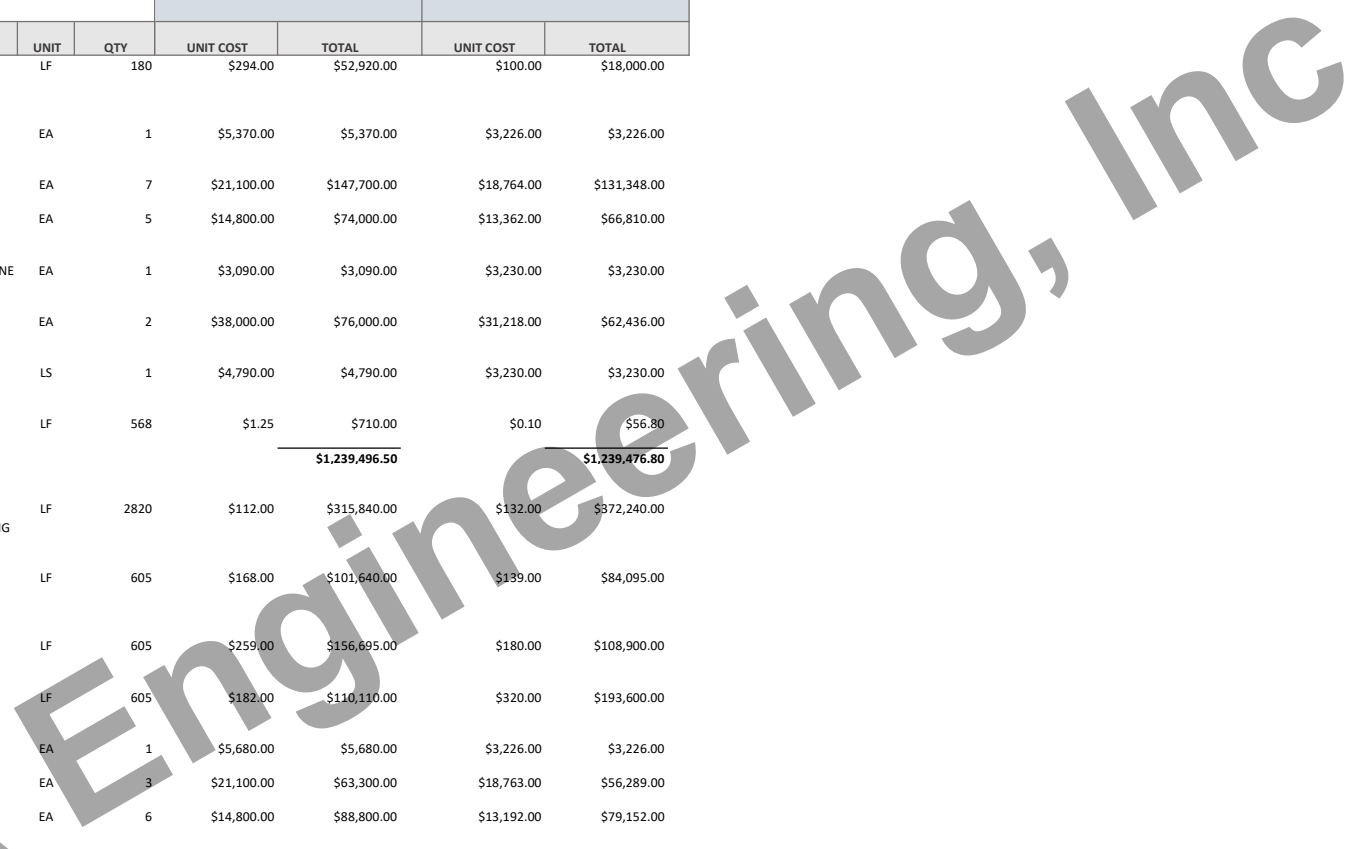 UNIT QTY UNIT COST TOTAL UNIT COST TOTAL
LF 180 $294.00 $52,920.00 $100.00 $18,000.00
EA 1 $5,370.00 $5,370.00 $3,226.00 $3,226.00
EA 7 $21,100.00 $147,700.00 $18,764.00 $131,348.00
EA 5 $14,800.00 $74,000.00 $13,362.00 $66,810.00
NE EA 1 $3,090.00 $3,090.00 $3,230.00 $3,230.00
EA 2 $38,000.00 $76,000.00 $31,218.00 $62,436.00
LS 1 $4,790.00 $4,790.00 $3,230.00 $3,230.00
LF 568 $1.25 $710.00 $0.10 $56.80
$1,239,496.50 $1,239,476.80
LF 2820 $112.00 $315,840.00 $132.00 $372,240.00
G
LF 605 $168.00 $101,640.00 $139.00 $84,095.00
LF 605 $259.00 $156,695.00 $180.00 $108,900.00
LF 605 $182.00 $110,110.00 $320.00 $193,600.00
EA 1 $5,680.00 $5,680.00 $3,226.00 $3,226.00
EA 3 $21,100.00 $63,300.00 $18,763.00 $56,289.00
EA 6 $14,800.00 $88,800.00 $13,192.00 $79,152.00
Engineering, Inc